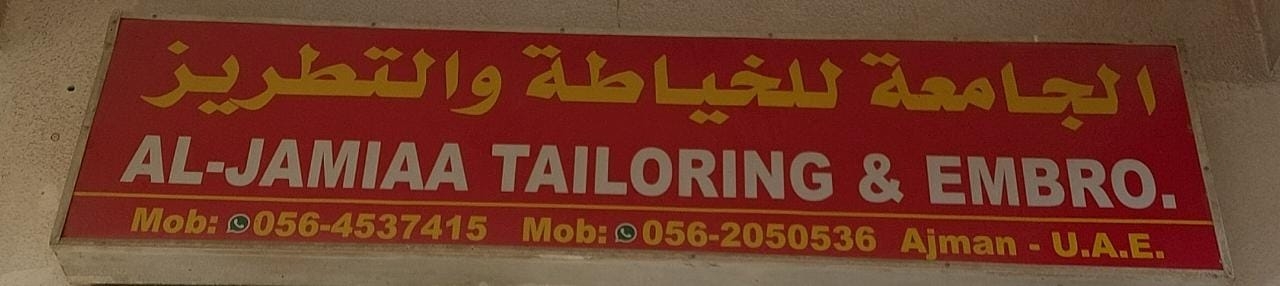 الجامعة للخياطة والتطريز
AL-JAMIAA TAILORING & EMBRO.
Mob: 056-4537415 Mob: 056-2050536 Ajman - U.A.E.